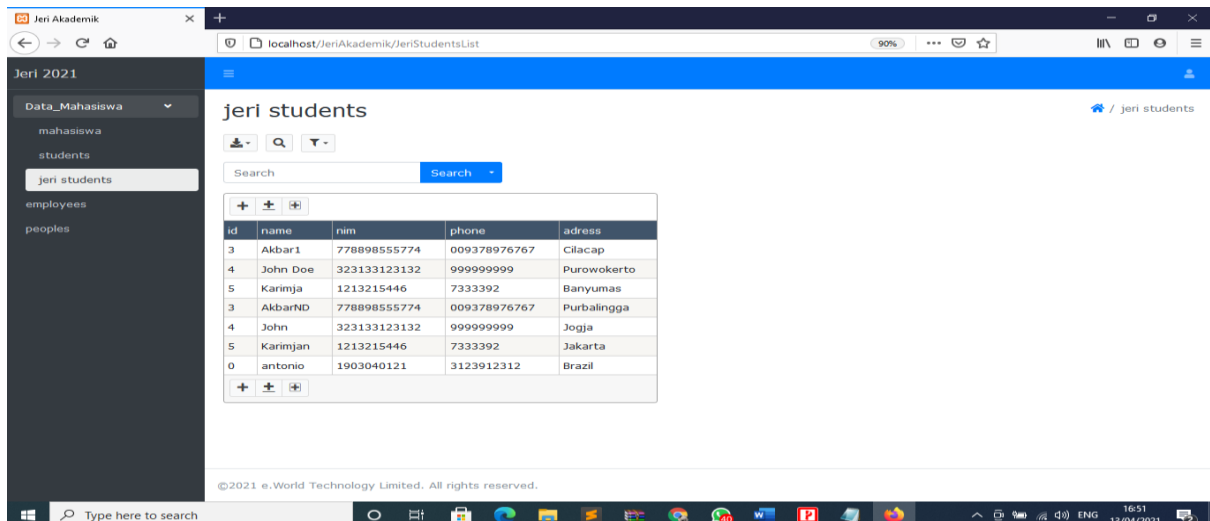 Jeri Akademik
localhost/JeriAkademik/JeriStudentsList 90%
Jeri 2021
Data_Mahasiswa
mahasiswa
students
jeri students
employees
peoples
jeri students
/ jeri students
Search Search
id name nim phone adress
3 Akbar1 778898555774 009378976767 Cilacap
4 John Doe 323133123132 999999999 Purowokerto
5 Karimja 1213215446 7333392 Banyumas
3 AkbarND 778898555774 009378976767 Purbalingga
4 John 323133123132 999999999 Jogja
5 Karimjan 1213215446 7333392 Jakarta
0 antonio 1903040121 3123912312 Brazil
©2021 e.World Technology Limited. All rights reserved.
Type here to search
ENG
16:51
13/04/2021